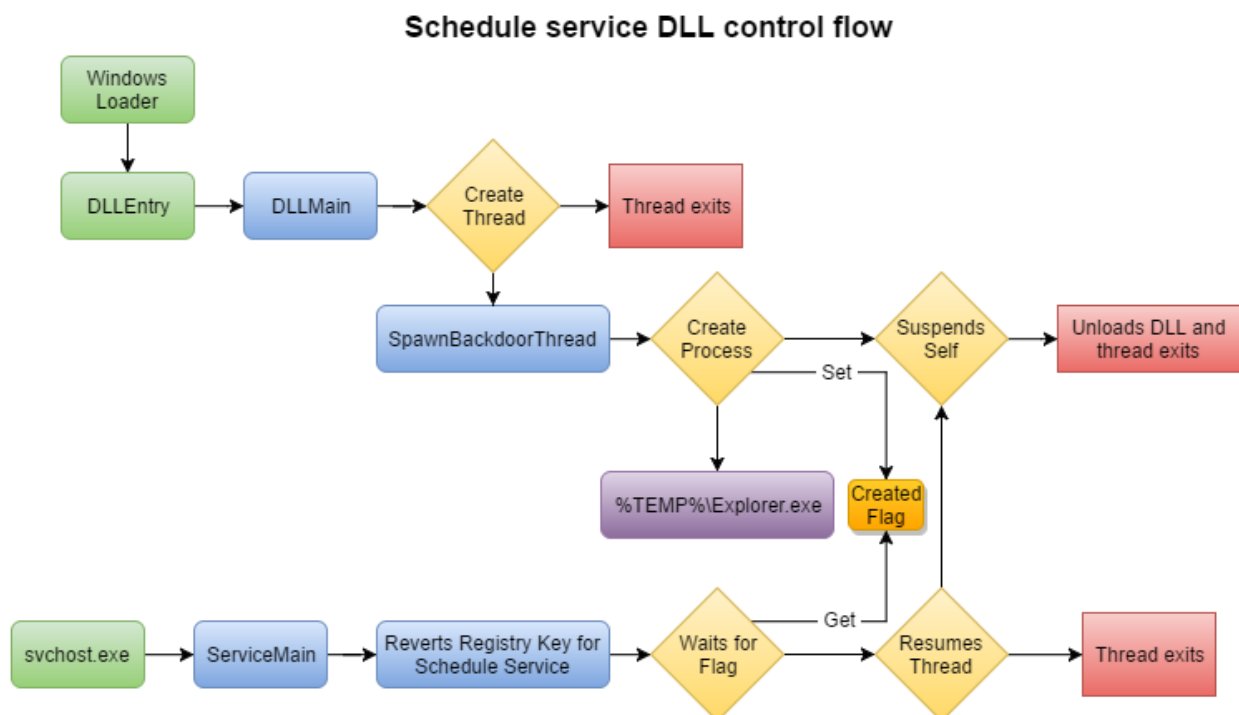 Schedule service DLL control flow
Windows
Loader
DLLEntry
DLLMain
Create
Thread
Thread exits
SpawnBackdoorThread
Create
Process
Suspends
Self
Unloads DLL and
thread exits
Set
%TEMP%\Explorer.exe
Created
Flag
Get
svchost.exe
ServiceMain
Reverts Registry Key for
Schedule Service
Waits for
Flag
Resumes
Thread
Thread exits